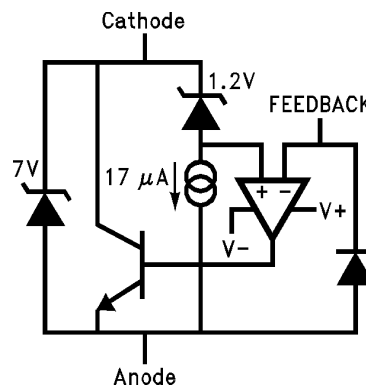 Cathode
1.2V
FEEDBACK
7V
17 μA
+ −
V−
V+
Anode